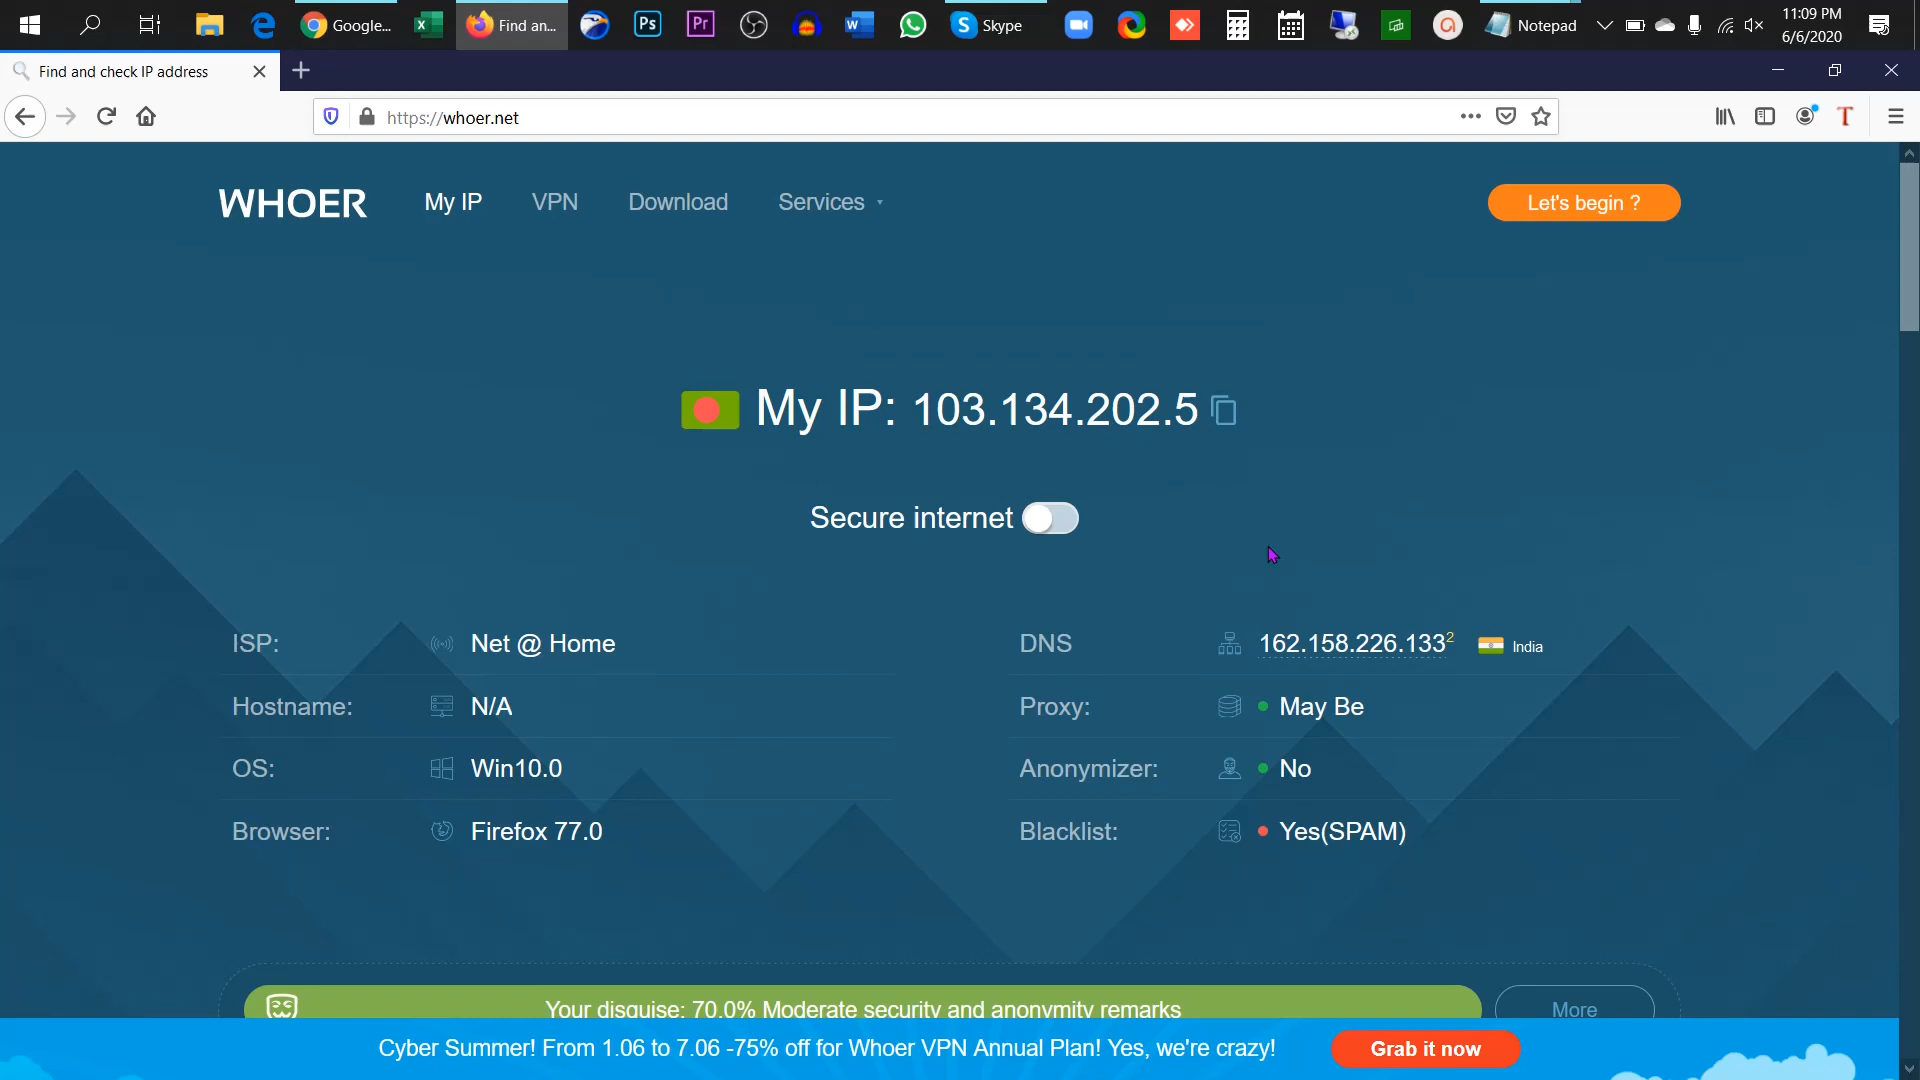 Google...
Find an...
Ps
Pr
Skype
Notepad
11:09 PM
6/6/2020
Find and check IP address
https://whoer.net
WHOER
My IP
VPN
Download
Services
Let's begin ?
My IP: 103.134.202.5
Secure internet
ISP: Net @ Home
DNS 162.158.226.133² India
Hostname: N/A
Proxy: May Be
OS: Win10.0
Anonymizer: No
Browser: Firefox 77.0
Blacklist: Yes(SPAM)
Your disguise: 70.0% Moderate security and anonymity remarks
More
Cyber Summer! From 1.06 to 7.06 -75% off for Whoer VPN Annual Plan! Yes, we're crazy!
Grab it now